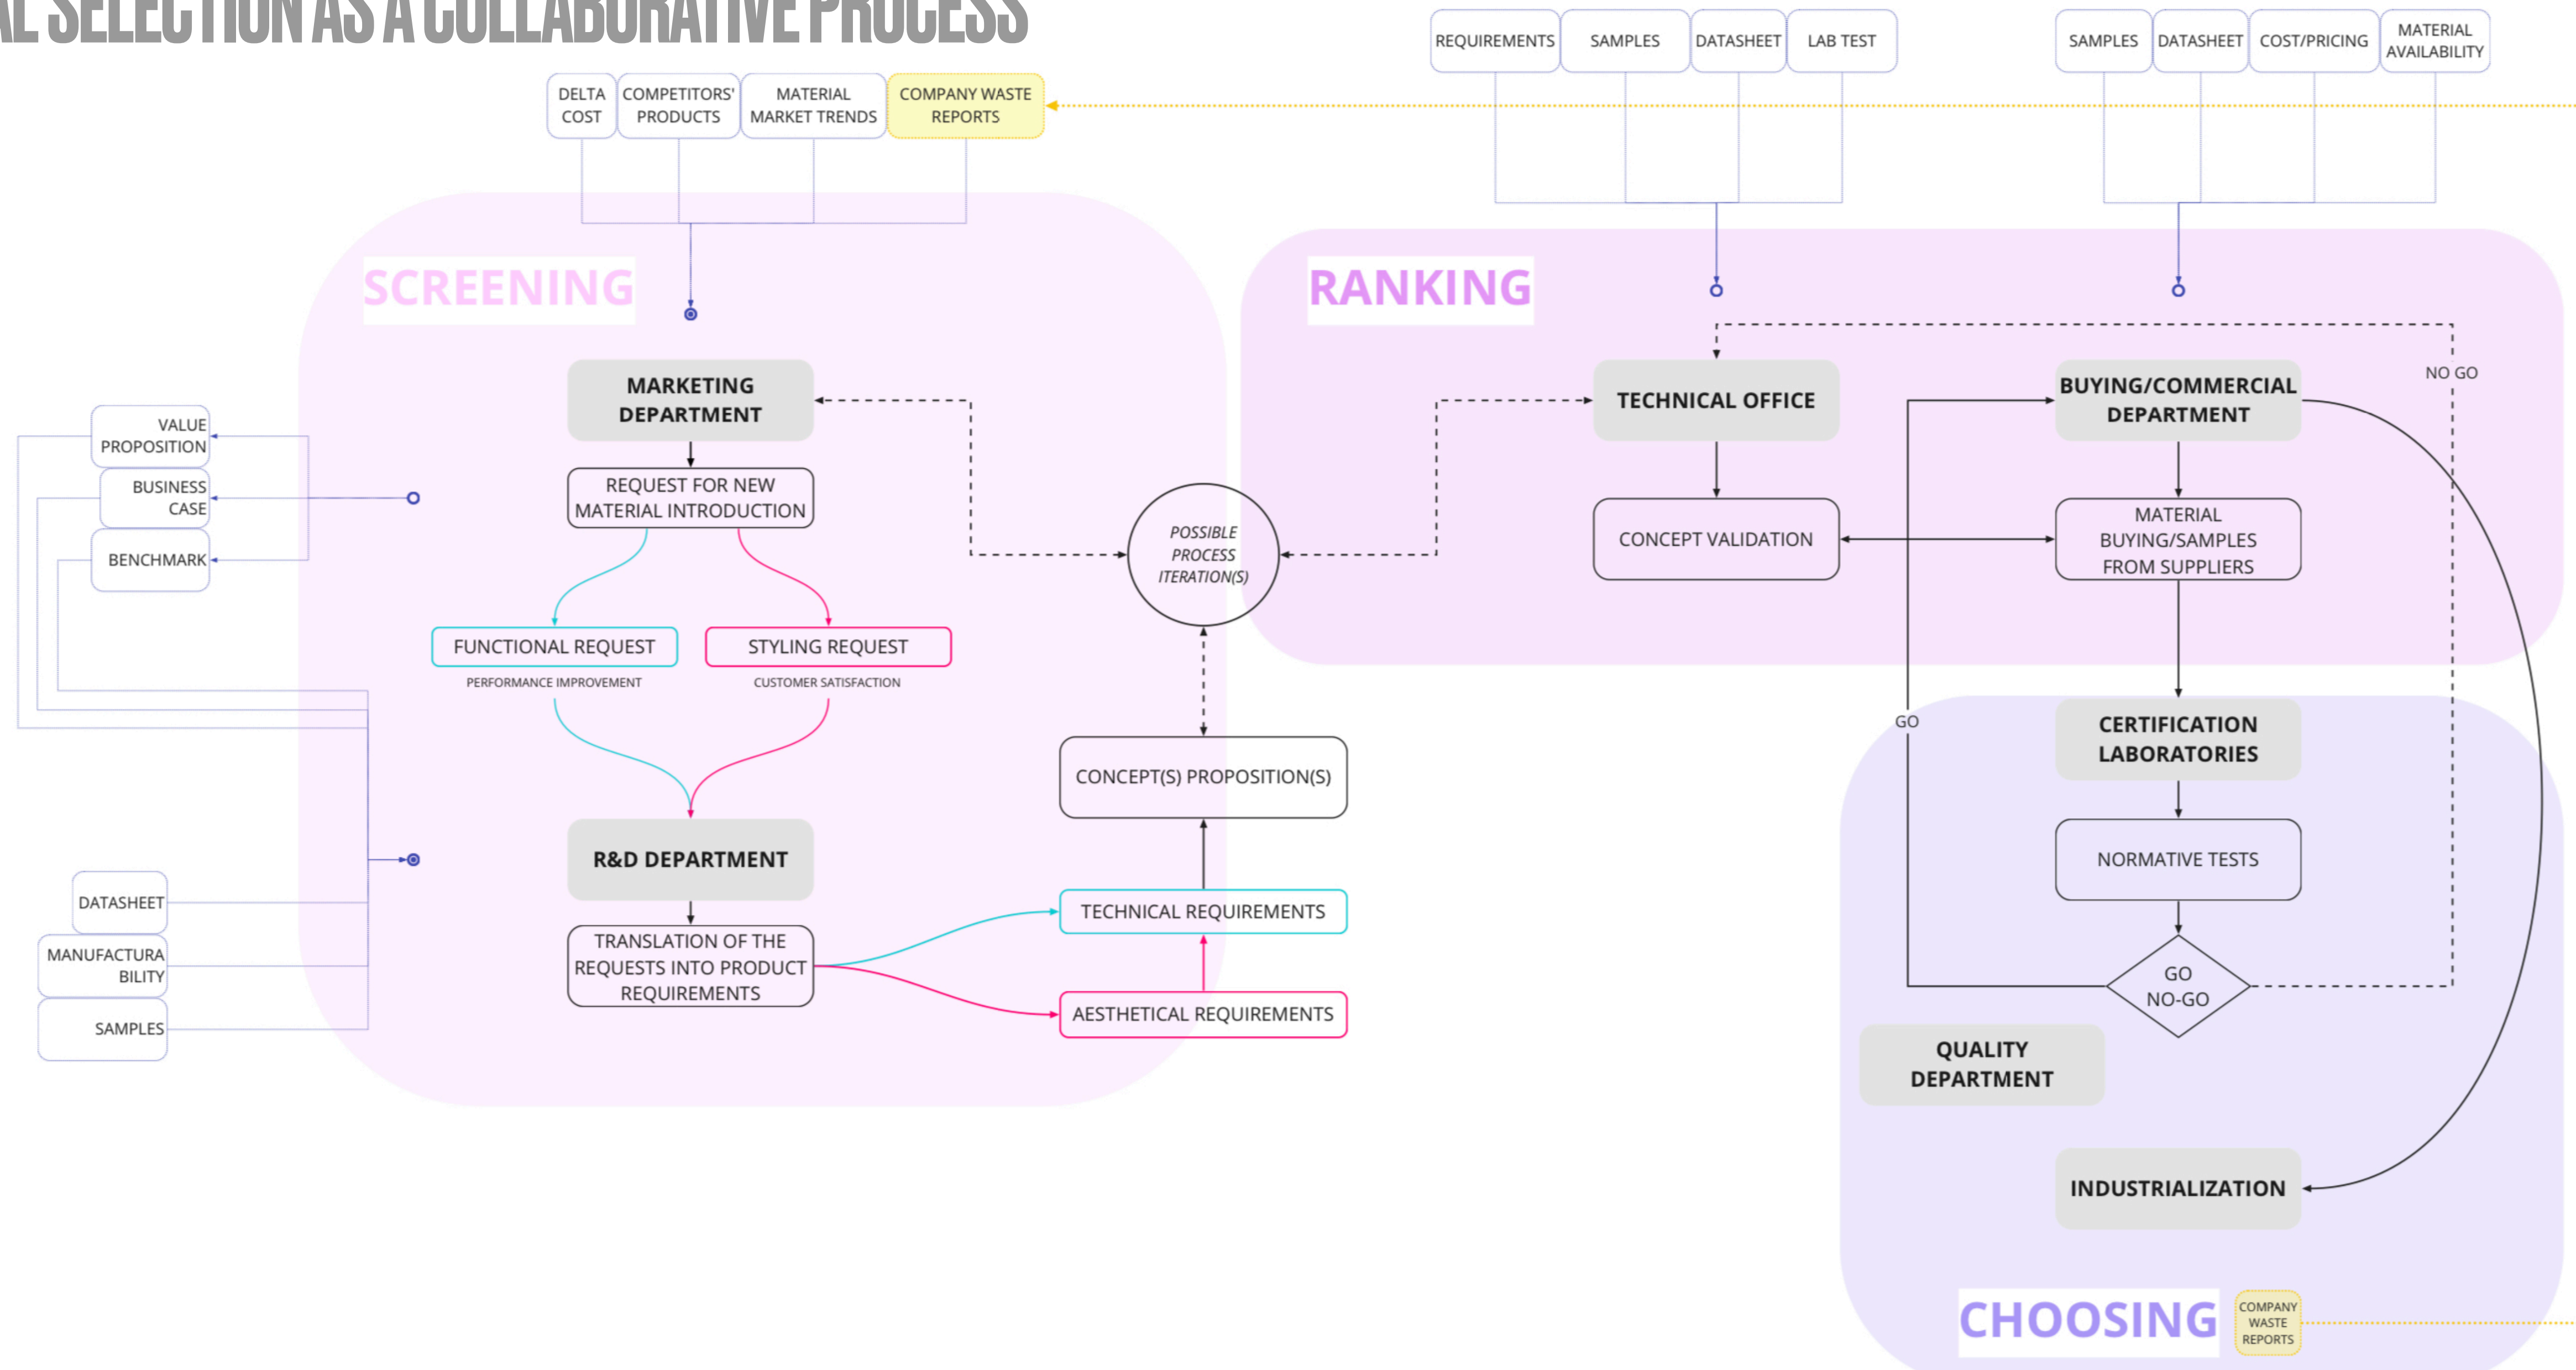 AL SELECTION AS A COLLABORATIVE PROCESS
DELTA
COST
COMPETITORS'
PRODUCTS
MATERIAL
MARKET TRENDS
COMPANY WASTE
REPORTS
REQUIREMENTS
SAMPLES
DATASHEET
LAB TEST
SAMPLES
DATASHEET
COST/PRICING
MATERIAL
AVAILABILITY
SCREENING
MARKETING
DEPARTMENT
REQUEST FOR NEW
MATERIAL INTRODUCTION
VALUE
PROPOSITION
BUSINESS
CASE
BENCHMARK
FUNCTIONAL REQUEST
PERFORMANCE IMPROVEMENT
STYLING REQUEST
CUSTOMER SATISFACTION
R&D DEPARTMENT
TRANSLATION OF THE
REQUESTS INTO PRODUCT
REQUIREMENTS
DATASHEET
MANUFACTURA
BILITY
SAMPLES
POSSIBLE
PROCESS
ITERATION(S)
CONCEPT(S) PROPOSITION(S)
TECHNICAL REQUIREMENTS
AESTHETICAL REQUIREMENTS
RANKING
TECHNICAL OFFICE
CONCEPT VALIDATION
BUYING/COMMERCIAL
DEPARTMENT
MATERIAL
BUYING/SAMPLES
FROM SUPPLIERS
NO GO
GO
CERTIFICATION
LABORATORIES
NORMATIVE TESTS
GO
NO-GO
QUALITY
DEPARTMENT
INDUSTRIALIZATION
CHOOSING
COMPANY
WASTE
REPORTS